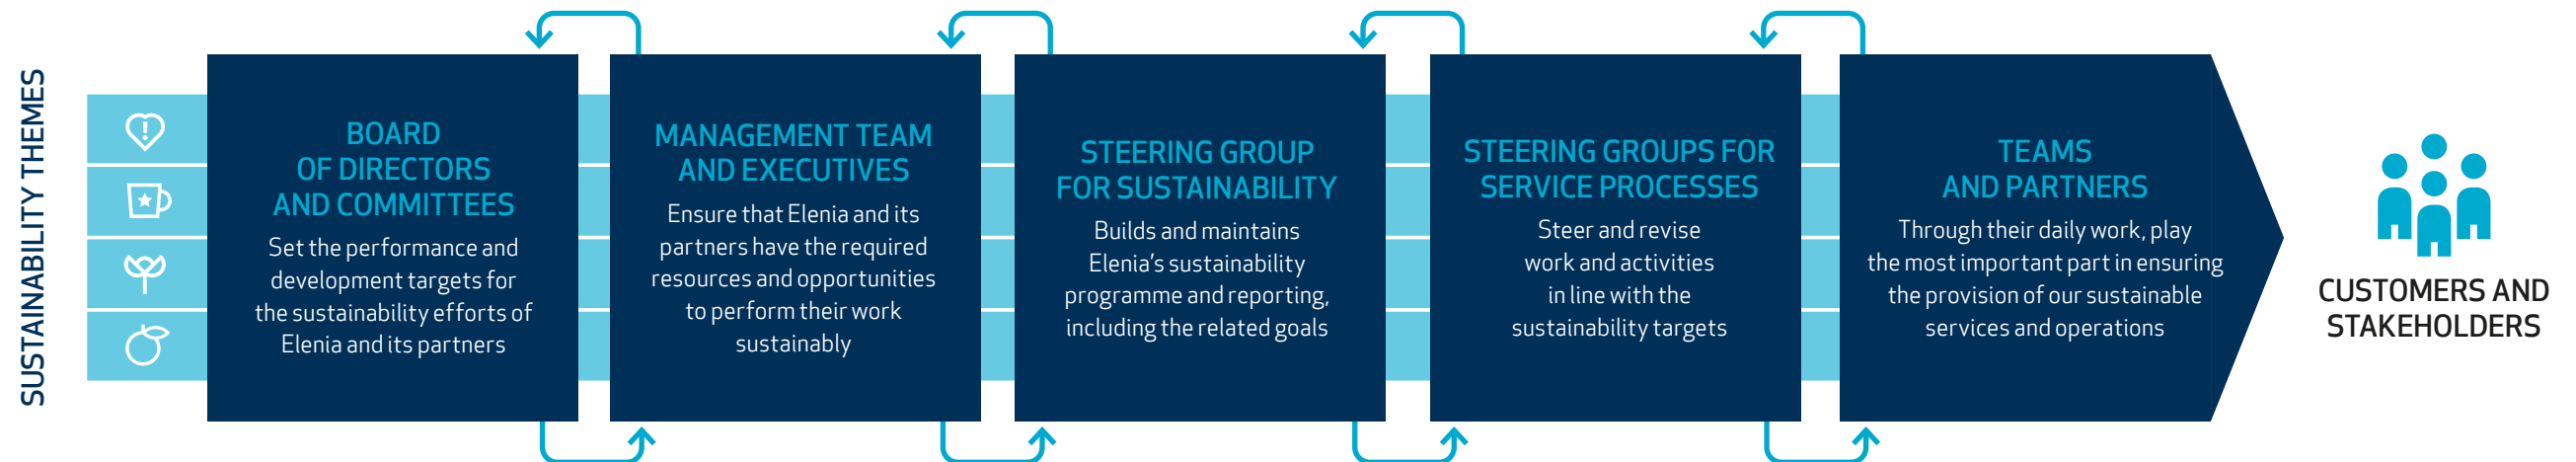 SUSTAINABILITY THEMES
BOARD
OF DIRECTORS
AND COMMITTEES
Set the performance and
development targets for
the sustainability efforts of
Elenia and its partners
MANAGEMENT TEAM
AND EXECUTIVES
Ensure that Elenia and its
partners have the required
resources and opportunities
to perform their work
sustainably
STEERING GROUP
FOR SUSTAINABILITY
Builds and maintains
Elenia's sustainability
programme and reporting,
including the related goals
STEERING GROUPS FOR
SERVICE PROCESSES
Steer and revise
work and activities
in line with the
sustainability targets
TEAMS
AND PARTNERS
Through their daily work, play
the most important part in ensuring
the provision of our sustainable
services and operations
CUSTOMERS AND
STAKEHOLDERS